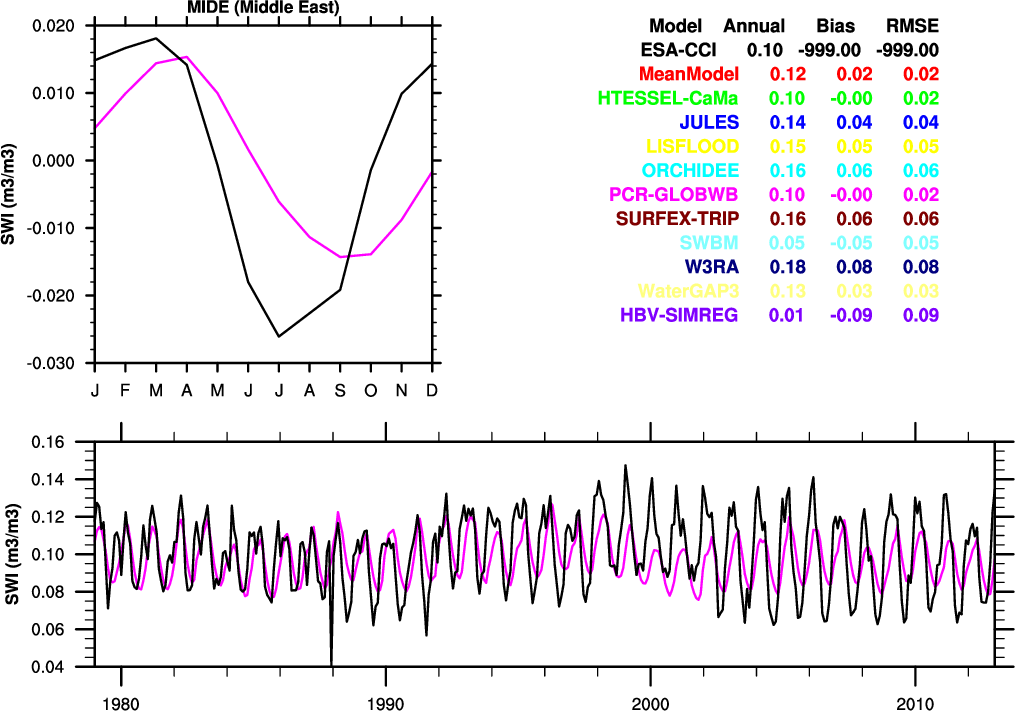 MIDE (Middle East)
0.020
0.010
0.000
-0.010
-0.020
-0.030
SWI (m3/m3)
J F M A M J J A S O N D
Model Annual Bias RMSE
ESA-CCI 0.10 -999.00 -999.00
MeanModel 0.12 0.02 0.02
HTESSEL-CaMa 0.10 -0.00 0.02
JULES 0.14 0.04 0.04
LISFLOOD 0.15 0.05 0.05
ORCHIDEE 0.16 0.06 0.06
PCR-GLOBWB 0.10 -0.00 0.02
SURFEX-TRIP 0.16 0.06 0.06
SWBM 0.05 -0.05 0.05
W3RA 0.18 0.08 0.08
WaterGAP3 0.13 0.03 0.03
HBV-SIMREG 0.01 -0.09 0.09
0.16
0.14
0.12
0.10
0.08
0.06
0.04
SWI (m3/m3)
1980 1990 2000 2010